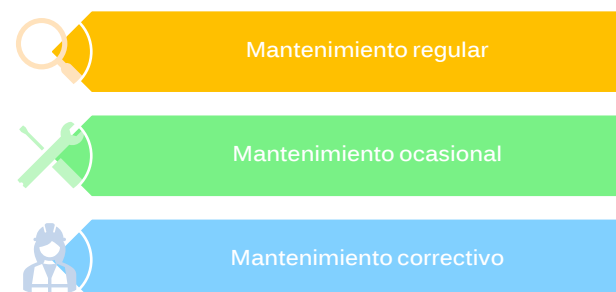 Mantenimiento regular
Mantenimiento ocasional
Mantenimiento correctivo